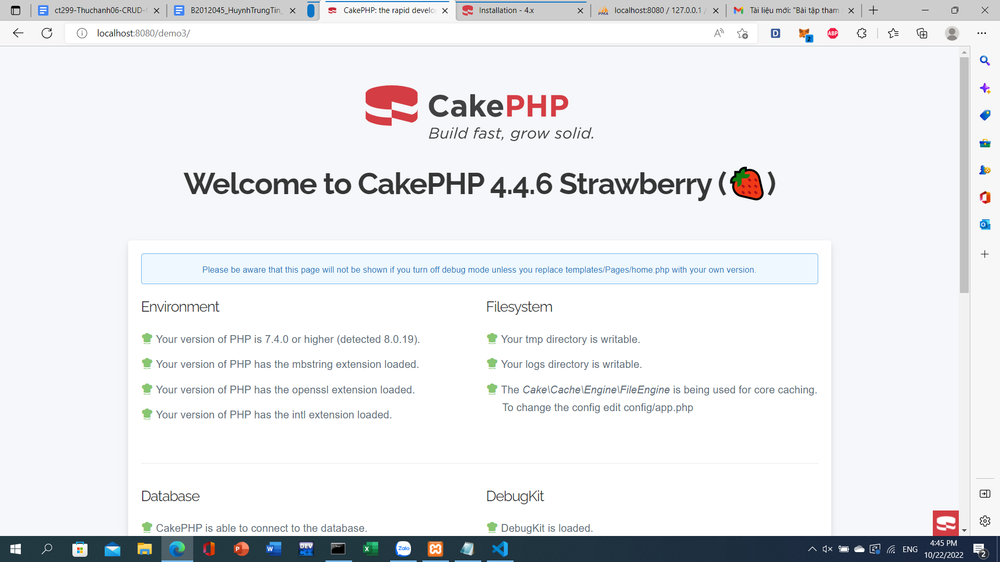 ct299-Thuchanh06-CRUD-f
B2012045_HuynhTrungTin_
CakePHP: the rapid develo
Installation - 4.x
localhost:8080 / 127.0.0.1 /
Tài liệu mới: "Bài tập tham
localhost:8080/demo3/
CakePHP
Build fast, grow solid.
Welcome to CakePHP 4.4.6 Strawberry (🍓)
Please be aware that this page will not be shown if you turn off debug mode unless you replace templates/Pages/home.php with your own version.
Environment
Your version of PHP is 7.4.0 or higher (detected 8.0.19).
Your version of PHP has the mbstring extension loaded.
Your version of PHP has the openssl extension loaded.
Your version of PHP has the intl extension loaded.
Filesystem
Your tmp directory is writable.
Your logs directory is writable.
The Cake\Cache\Engine\FileEngine is being used for core caching.
To change the config edit config/app.php
Database
CakePHP is able to connect to the database.
DebugKit
DebugKit is loaded.
ENG
4:45 PM
10/22/2022
2